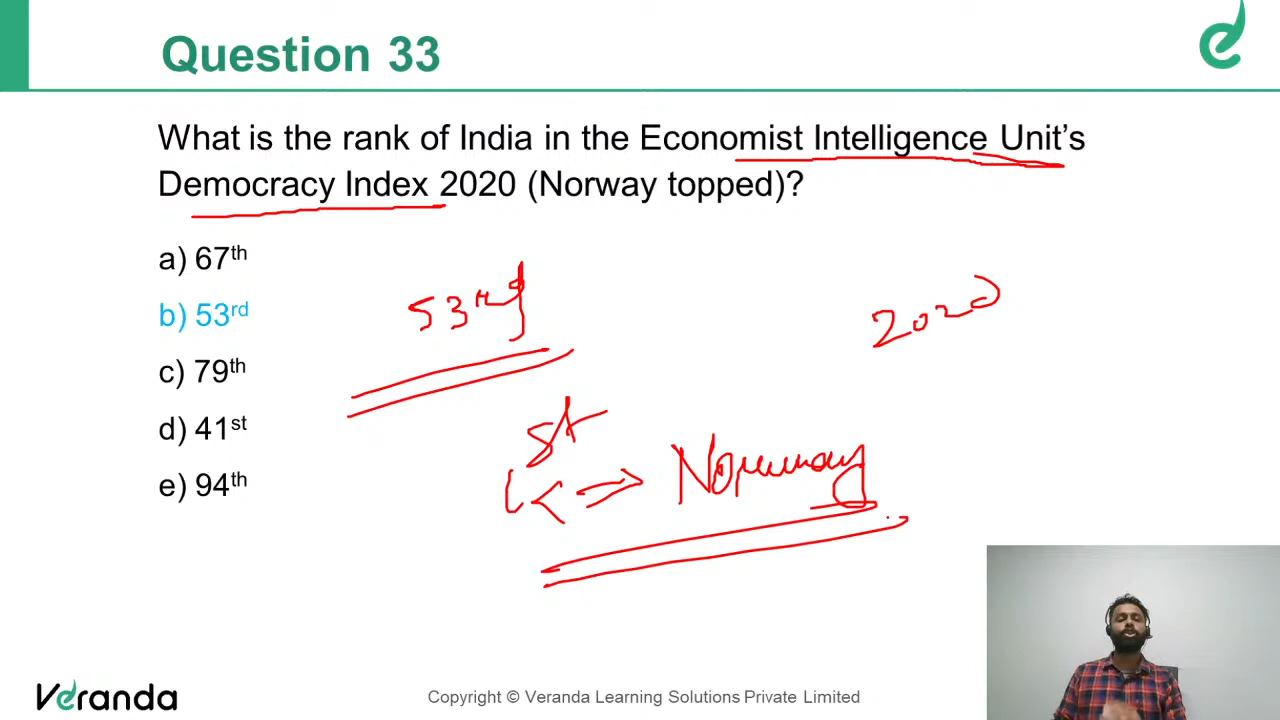 Question 33
What is the rank of India in the Economist Intelligence Unit's
Democracy Index 2020 (Norway topped)?
a) 67th
b) 53rd
c) 79th
d) 41st
e) 94th
53rd
2020
st
Norway
Veranda
Copyright © Veranda Learning Solutions Private Limited